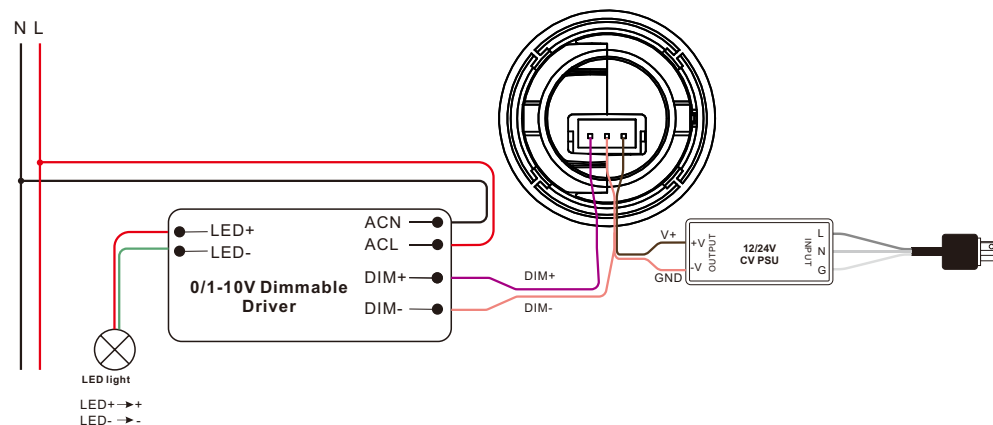 N L
ACN
ACL
DIM+
DIM-
LED+
LED-
0/1-10V Dimmable
Driver
DIM+
DIM-
V+
GND
+V
-V
OUTPUT
12/24V
CV PSU
INPUT
L
N
G
LED light
LED+→+
LED-→-